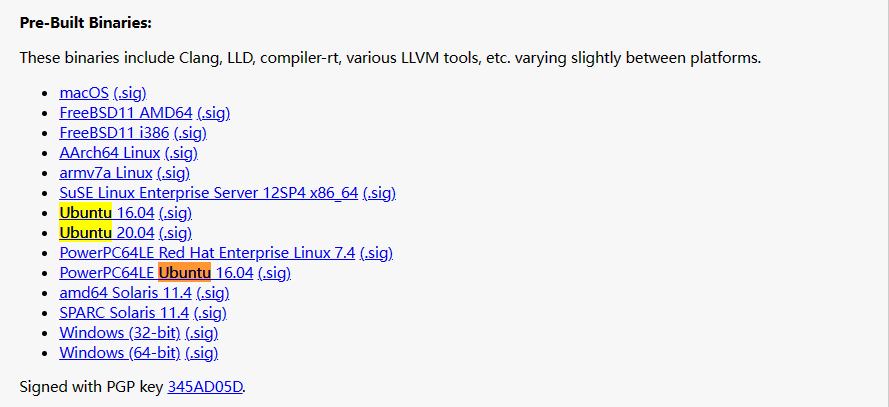 Pre-Built Binaries:
These binaries include Clang, LLD, compiler-rt, various LLVM tools, etc. varying slightly between platforms.
macOS (.sig)
FreeBSD11 AMD64 (.sig)
FreeBSD11 i386 (.sig)
AArch64 Linux (.sig)
armv7a Linux (.sig)
SuSE Linux Enterprise Server 12SP4 x86_64 (.sig)
Ubuntu 16.04 (.sig)
Ubuntu 20.04 (.sig)
PowerPC64LE Red Hat Enterprise Linux 7.4 (.sig)
PowerPC64LE Ubuntu 16.04 (.sig)
amd64 Solaris 11.4 (.sig)
SPARC Solaris 11.4 (.sig)
Windows (32-bit) (.sig)
Windows (64-bit) (.sig)
Signed with PGP key 345AD05D.